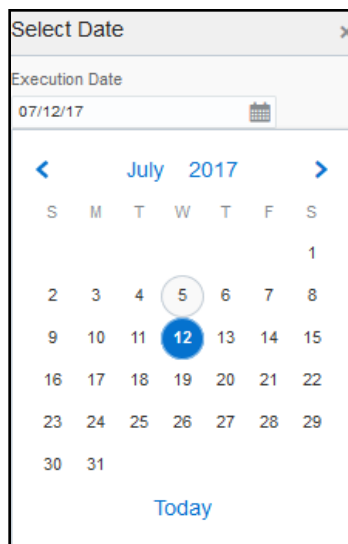 Select Date ×
Execution Date
07/12/17
July 2017
S M T W T F S
1
2 3 4 5 6 7 8
9 10 11 12 13 14 15
16 17 18 19 20 21 22
23 24 25 26 27 28 29
30 31
Today